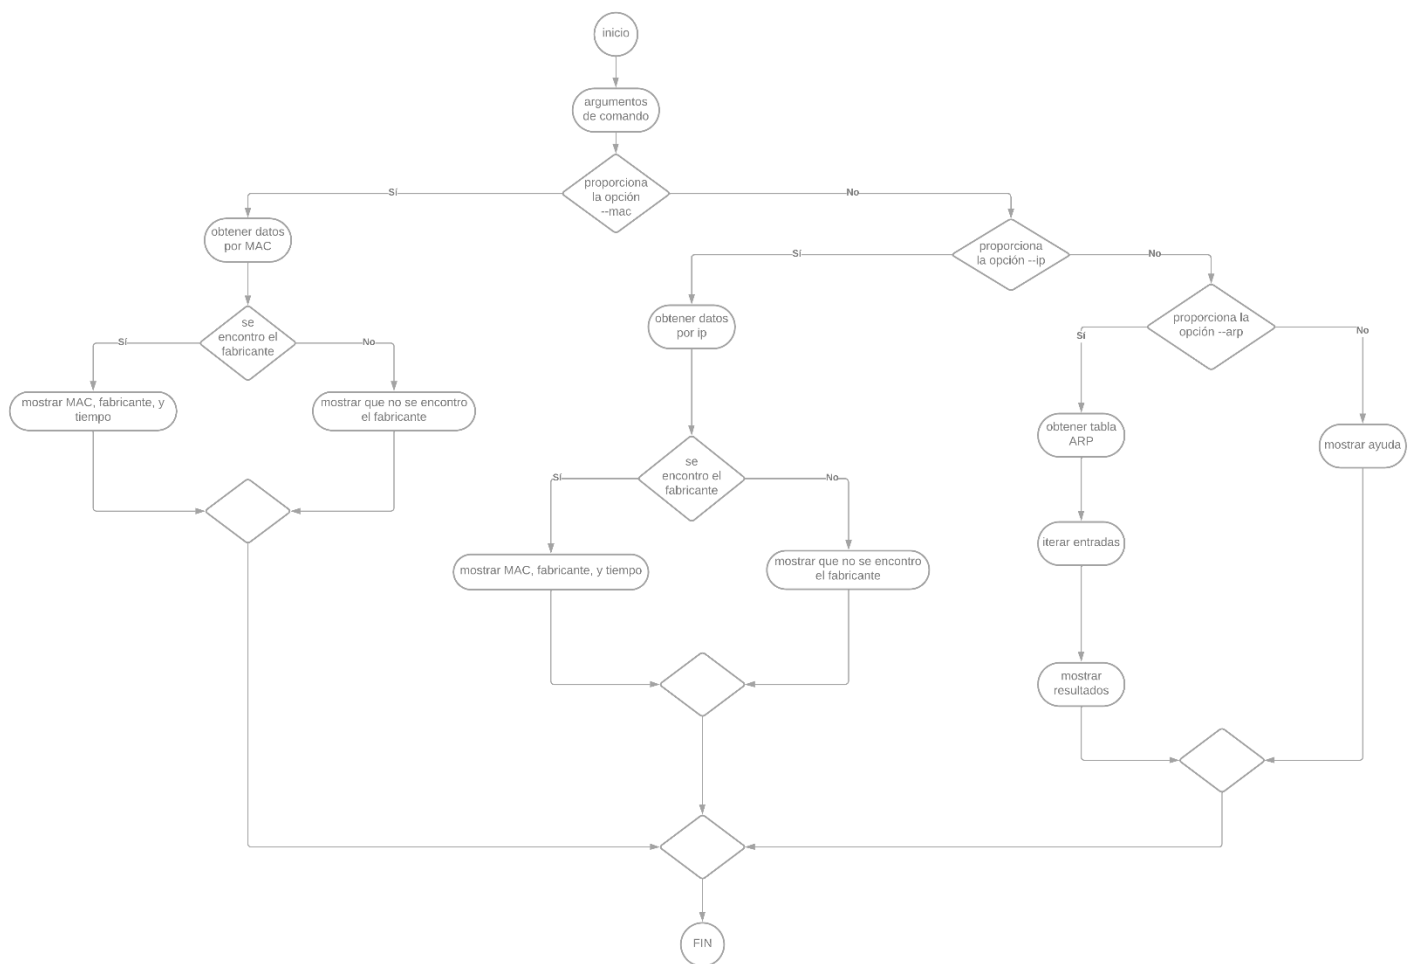 inicio
argumentos
de comando
proporciona
la opción
--mac
Sí
No
obtener datos
por MAC
proporciona
la opción --ip
Sí
No
se
encontro el
fabricante
Sí
No
mostrar MAC, fabricante, y
tiempo
mostrar que no se encontro
el fabricante
obtener datos
por ip
se
encontro el
fabricante
Sí
No
mostrar MAC, fabricante, y tiempo
mostrar que no se encontro
el fabricante
proporciona la
opción --arp
Sí
No
obtener tabla
ARP
mostrar ayuda
iterar entradas
mostrar
resultados
FIN